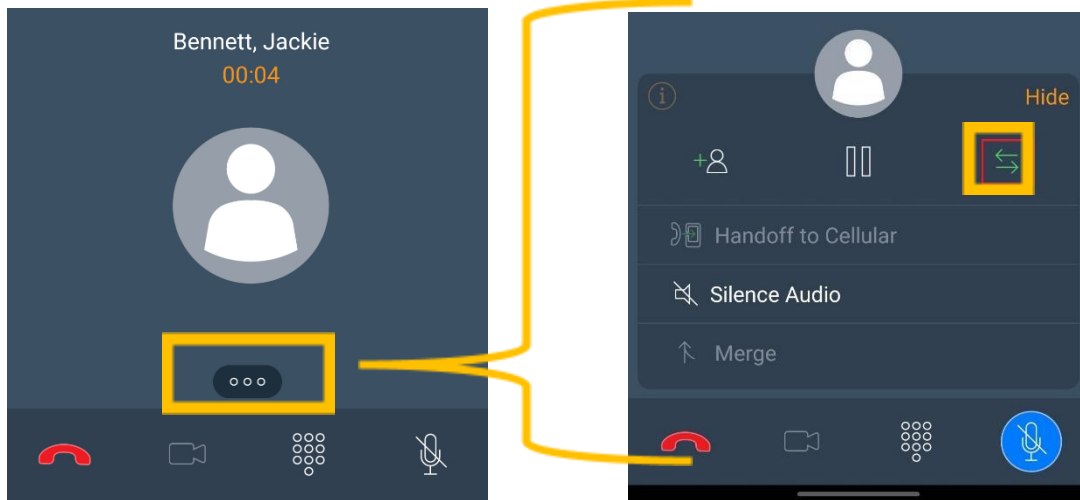 Bennett, Jackie
00:04
Hide
Handoff to Cellular
Silence Audio
Merge